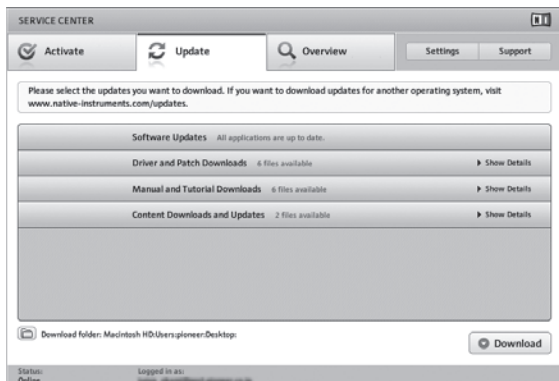 SERVICE CENTER
Activate
Update
Overview
Settings
Support
Please select the updates you want to download. If you want to download updates for another operating system, visit
www.native-instruments.com/updates.
Software Updates All applications are up to date.
Driver and Patch Downloads 6 files available Show Details
Manual and Tutorial Downloads 6 files available Show Details
Content Downloads and Updates 2 files available Show Details
Download folder: Macintosh HD:Users:pioneer:Desktop:
Download
Status: Logged in as:
Online